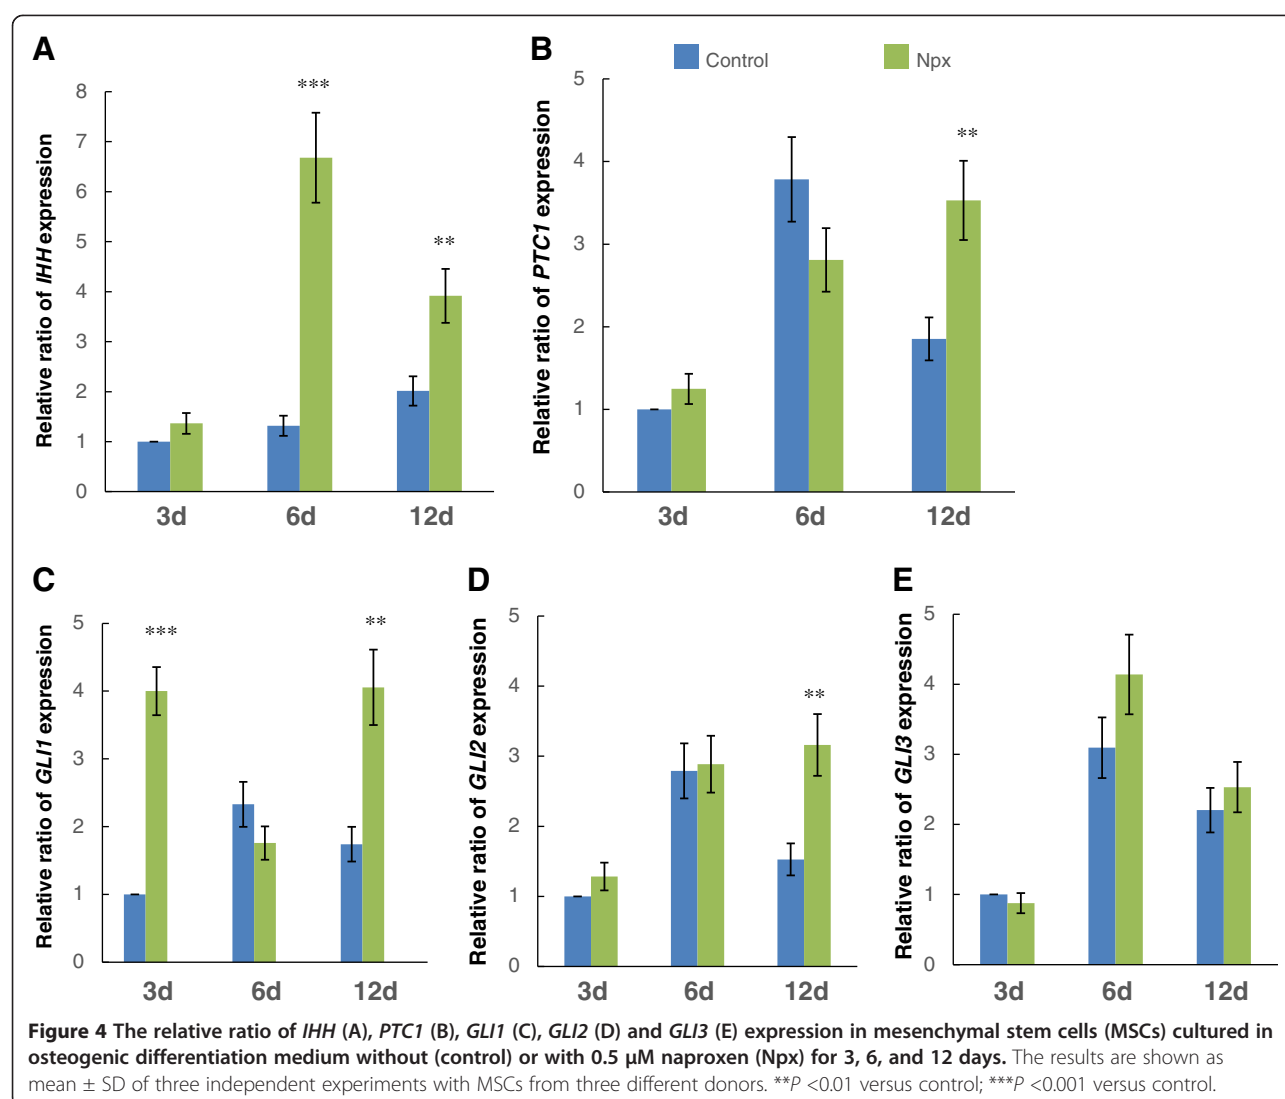 A
Relative ratio of IHH expression
8
7
6
5
4
3
2
1
0
***
**
3d
6d
12d
B
Control
Npx
Relative ratio of PTC1 expression
5
4
3
2
1
0
**
3d
6d
12d
C
Relative ratio of GLI1 expression
5
4
3
2
1
0
***
**
3d
6d
12d
D
Relative ratio of GLI2 expression
5
4
3
2
1
0
**
3d
6d
12d
E
Relative ratio of GLI3 expression
5
4
3
2
1
0
3d
6d
12d
Figure 4 The relative ratio of IHH (A), PTC1 (B), GLI1 (C), GLI2 (D) and GLI3 (E) expression in mesenchymal stem cells (MSCs) cultured in
osteogenic differentiation medium without (control) or with 0.5 μM naproxen (Npx) for 3, 6, and 12 days. The results are shown as
mean ± SD of three independent experiments with MSCs from three different donors. **P <0.01 versus control; ***P <0.001 versus control.